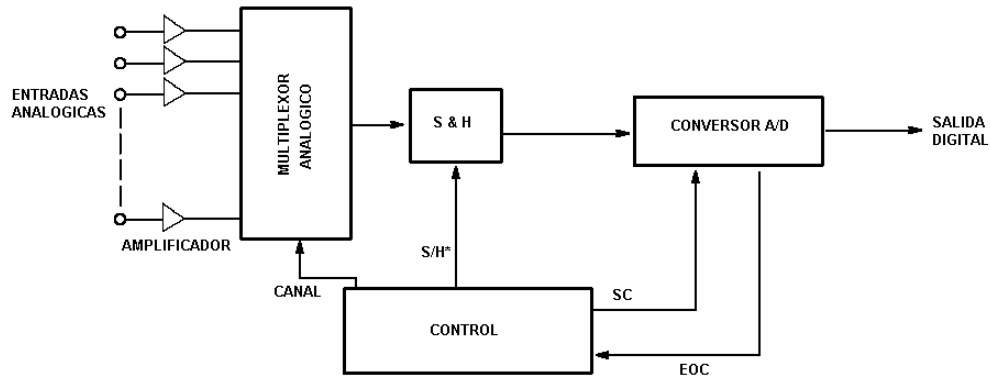 ENTRADAS
ANALOGICAS
AMPLIFICADOR
MULTIPLEXOR
ANALOGICO
S & H
CONVERSOR A/D
SALIDA
DIGITAL
CANAL
S/H*
SC
CONTROL
EOC